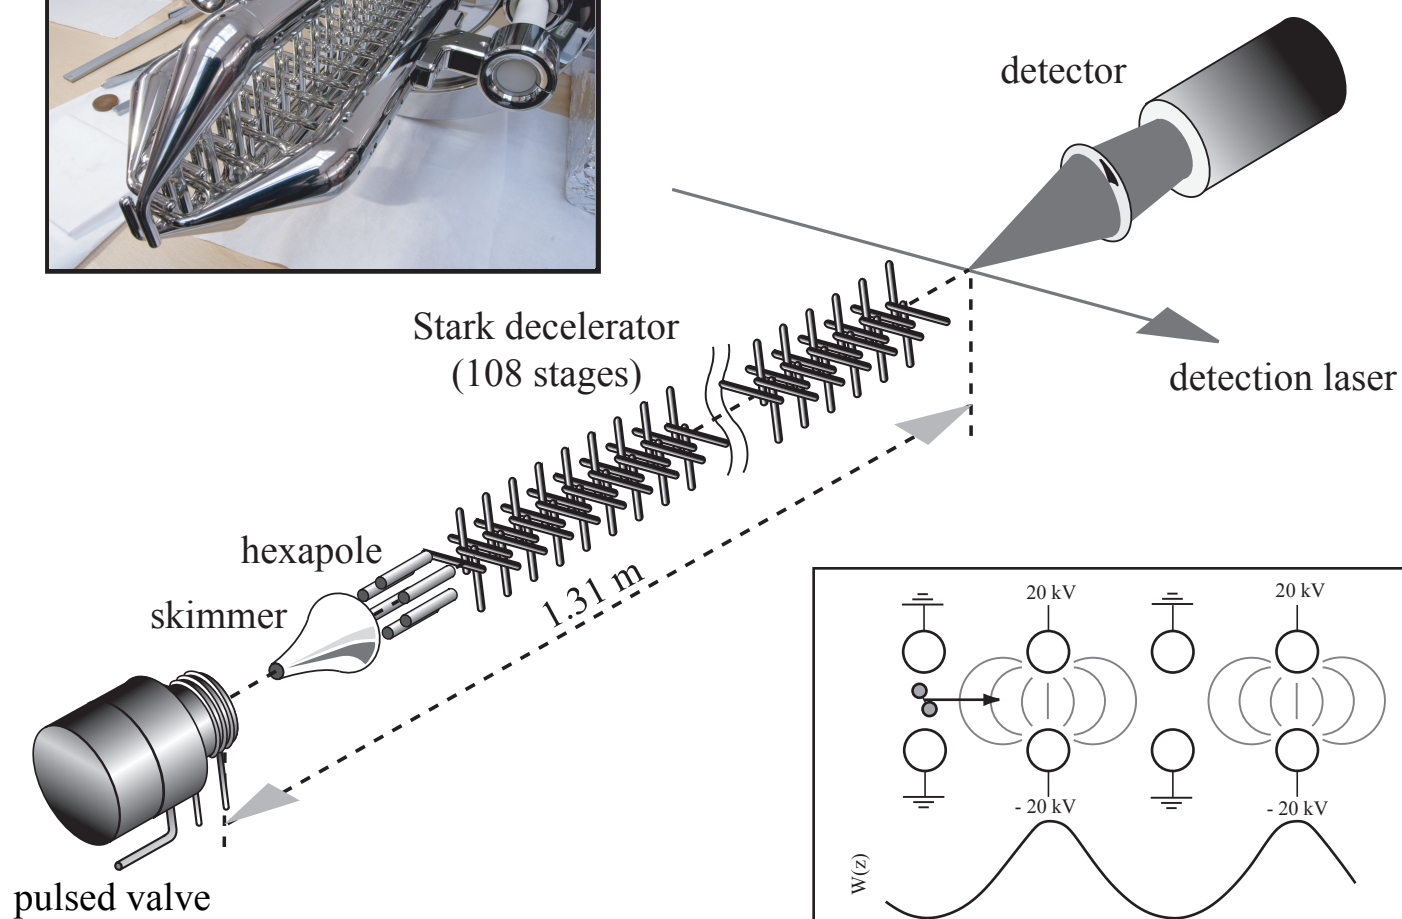 detector
Stark decelerator
(108 stages)
detection laser
hexapole
1.31 m
skimmer
pulsed valve
20 kV
20 kV
- 20 kV
- 20 kV
W(z)